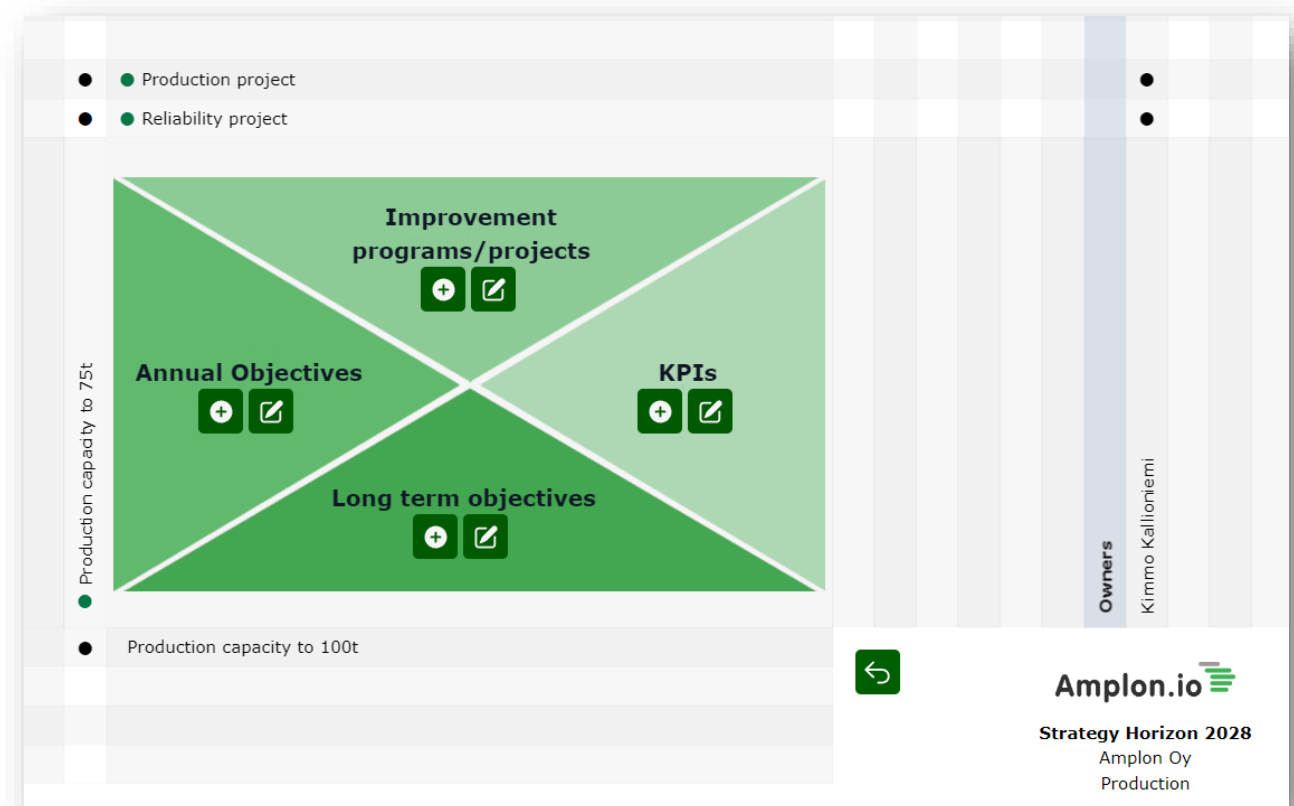 Production project
Reliability project
Improvement
programs/projects
Annual Objectives
KPIs
Long term objectives
Production capacity to 75t
Owners
Kimmo Kallioniemi
Production capacity to 100t
Amplon.io
Strategy Horizon 2028
Amplon Oy
Production